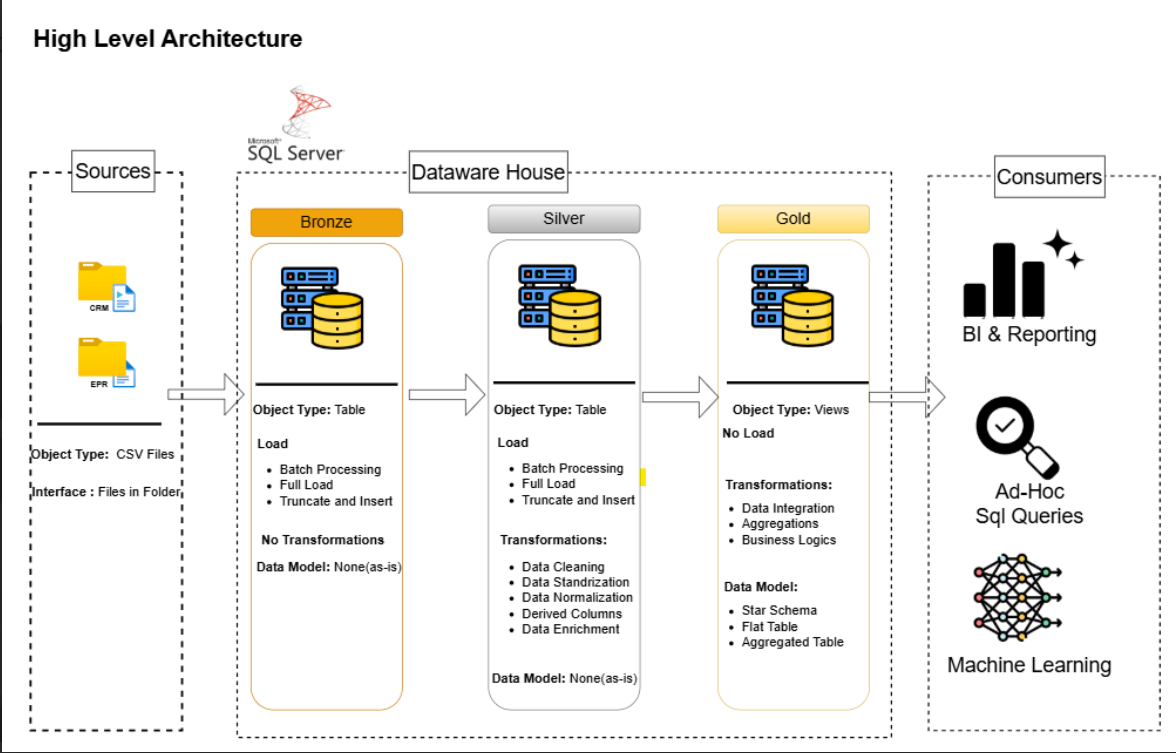 High Level Architecture
Microsoft®
SQL Server
Sources
CRM
EPR
Object Type: CSV Files
Interface : Files in Folder
Dataware House
Bronze
Object Type: Table
Load
• Batch Processing
• Full Load
• Truncate and Insert
No Transformations
Data Model: None(as-is)
Silver
Object Type: Table
Load
• Batch Processing
• Full Load
• Truncate and Insert
Transformations:
• Data Cleaning
• Data Standrization
• Data Normalization
• Derived Columns
• Data Enrichment
Data Model: None(as-is)
Gold
Object Type: Views
No Load
Transformations:
• Data Integration
• Aggregations
• Business Logics
Data Model:
• Star Schema
• Flat Table
• Aggregated Table
Consumers
BI & Reporting
Ad-Hoc
Sql Queries
Machine Learning